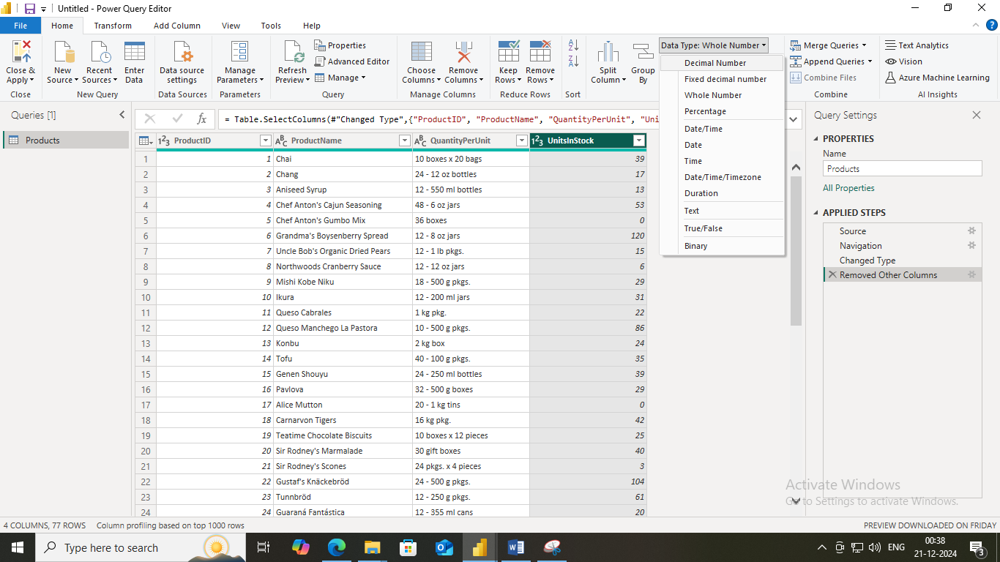 Untitled - Power Query Editor
File Home Transform Add Column View Tools Help
Close & Apply
Close
New Source
Recent Sources
Enter Data
New Query
Data source settings
Data Sources
Manage Parameters
Parameters
Refresh Preview
Properties
Advanced Editor
Manage
Query
Choose Columns
Remove Columns
Manage Columns
Keep Rows
Remove Rows
Reduce Rows
Sort
Split Column
Group By
Data Type: Whole Number
Decimal Number
Fixed decimal number
Whole Number
Percentage
Date/Time
Date
Time
Date/Time/Timezone
Duration
Text
True/False
Binary
Merge Queries
Append Queries
Combine Files
Combine
Text Analytics
Vision
Azure Machine Learning
AI Insights
Queries [1]
Products
= Table.SelectColumns(#"Changed Type",{"ProductID", "ProductName", "QuantityPerUnit", "Uni
ProductID ProductName QuantityPerUnit UnitsInStock
1 1 Chai 10 boxes x 20 bags 39
2 2 Chang 24 - 12 oz bottles 17
3 3 Aniseed Syrup 12 - 550 ml bottles 13
4 4 Chef Anton's Cajun Seasoning 48 - 6 oz jars 53
5 5 Chef Anton's Gumbo Mix 36 boxes 0
6 6 Grandma's Boysenberry Spread 12 - 8 oz jars 120
7 7 Uncle Bob's Organic Dried Pears 12 - 1 lb pkgs. 15
8 8 Northwoods Cranberry Sauce 12 - 12 oz jars 6
9 9 Mishi Kobe Niku 18 - 500 g pkgs. 29
10 10 Ikura 12 - 200 ml jars 31
11 11 Queso Cabrales 1 kg pkg. 22
12 12 Queso Manchego La Pastora 10 - 500 g pkgs. 86
13 13 Konbu 2 kg box 24
14 14 Tofu 40 - 100 g pkgs. 35
15 15 Genen Shouyu 24 - 250 ml bottles 39
16 16 Pavlova 32 - 500 g boxes 29
17 17 Alice Mutton 20 - 1 kg tins 0
18 18 Carnarvon Tigers 16 kg pkg. 42
19 19 Teatime Chocolate Biscuits 10 boxes x 12 pieces 25
20 20 Sir Rodney's Marmalade 30 gift boxes 40
21 21 Sir Rodney's Scones 24 pkgs. x 4 pieces 3
22 22 Gustaf's Knäckebröd 24 - 500 g pkgs. 104
23 23 Tunnbröd 12 - 250 g pkgs. 61
24 24 Guaraná Fantástica 12 - 355 ml cans 20
Query Settings
PROPERTIES
Name
Products
All Properties
APPLIED STEPS
Source
Navigation
Changed Type
Removed Other Columns
Activate Windows
Go to Settings to activate Windows.
4 COLUMNS, 77 ROWS Column profiling based on top 1000 rows
PREVIEW DOWNLOADED ON FRIDAY
Type here to search
ENG
00:38
21-12-2024
3